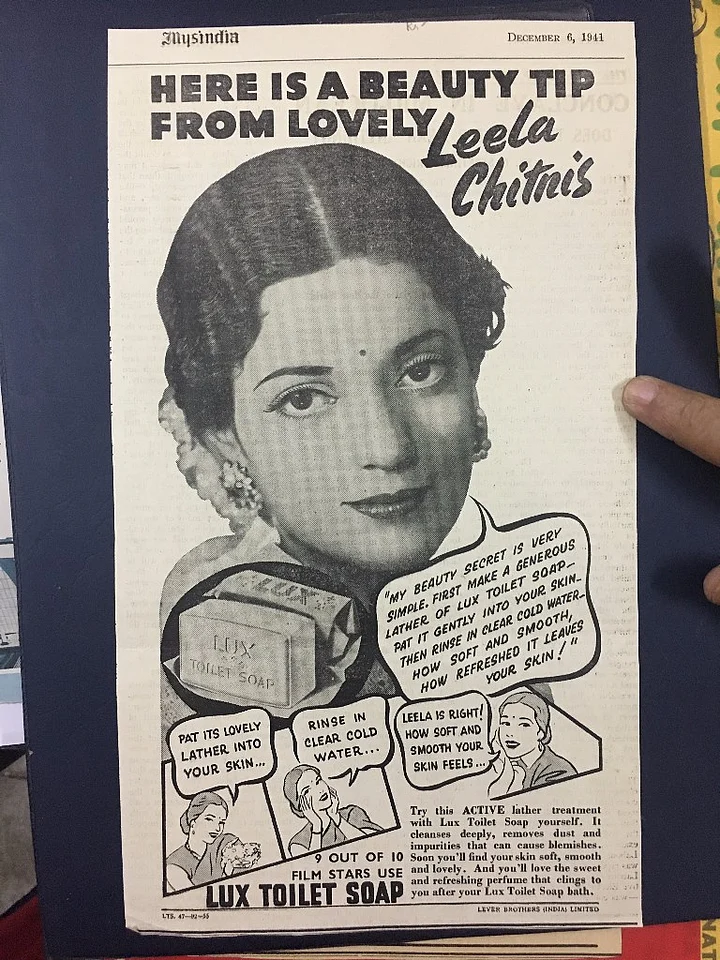 Mysindia
DECEMBER 6, 1941
HERE IS A BEAUTY TIP
FROM LOVELY
Leela
Chitnis
"MY BEAUTY SECRET IS VERY
SIMPLE. FIRST MAKE A GENEROUS
LATHER OF LUX TOILET SOAP—
PAT IT GENTLY INTO YOUR SKIN—
THEN RINSE IN CLEAR COLD WATER—
HOW SOFT AND SMOOTH,
HOW REFRESHED IT LEAVES
YOUR SKIN!"
LUX
LUX
TOILET SOAP
PAT ITS LOVELY
LATHER INTO
YOUR SKIN...
RINSE IN
CLEAR COLD
WATER...
LEELA IS RIGHT!
HOW SOFT AND
SMOOTH YOUR
SKIN FEELS...
9 OUT OF 10
FILM STARS USE
LUX TOILET SOAP
Try this ACTIVE lather treatment
with Lux Toilet Soap yourself. It
cleanses deeply, removes dust and
impurities that can cause blemishes.
Soon you'll find your skin soft, smooth
and lovely. And you'll love the sweet
and refreshing perfume that clings to
you after your Lux Toilet Soap bath.
LEVER BROTHERS (INDIA) LIMITED